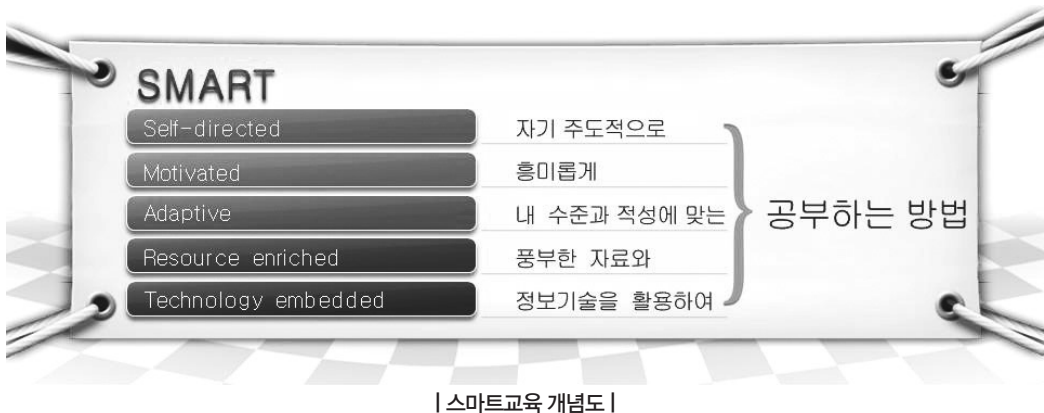 SMART
Self-directed 자기 주도적으로
Motivated 흥미롭게
Adaptive 내 수준과 적성에 맞는
Resource enriched 풍부한 자료와
Technology embedded 정보기술을 활용하여
공부하는 방법
| 스마트교육 개념도 |